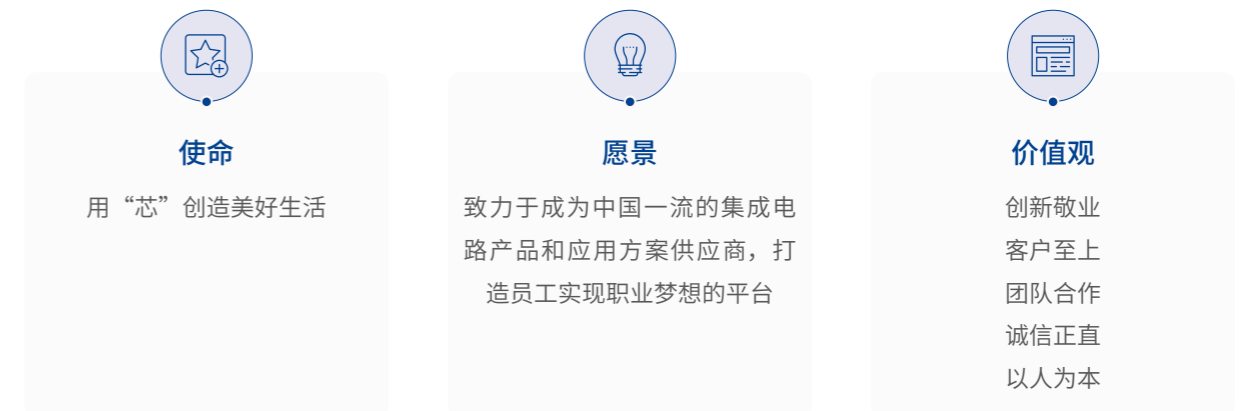 使命
用“芯”创造美好生活
愿景
致力于成为中国一流的集成电
路产品和应用方案供应商，打
造员工实现职业梦想的平台
价值观
创新敬业
客户至上
团队合作
诚信正直
以人为本